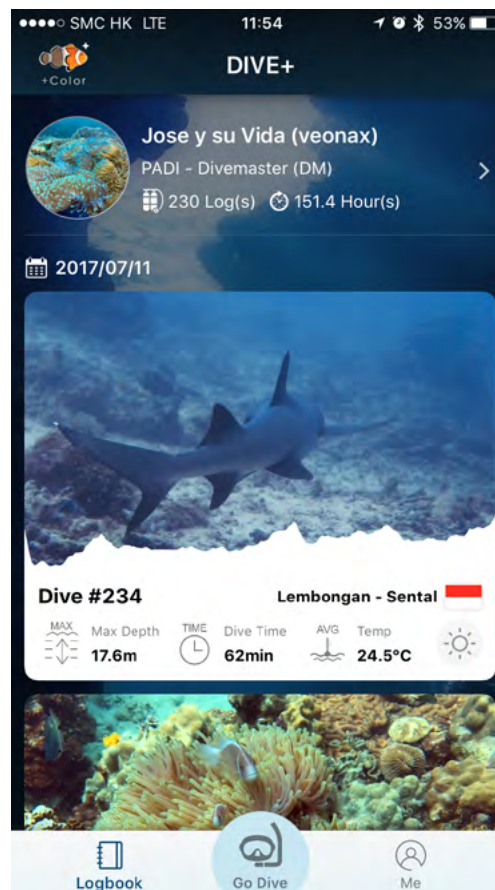 SMC HK LTE 11:54 53%
+Color
DIVE+
Jose y su Vida (veonax)
PADI - Divemaster (DM)
230 Log(s) 151.4 Hour(s)
2017/07/11
Dive #234 Lembongan - Sental
MAX Max Depth TIME Dive Time AVG Temp
17.6m 62min 24.5°C
Logbook Go Dive Me